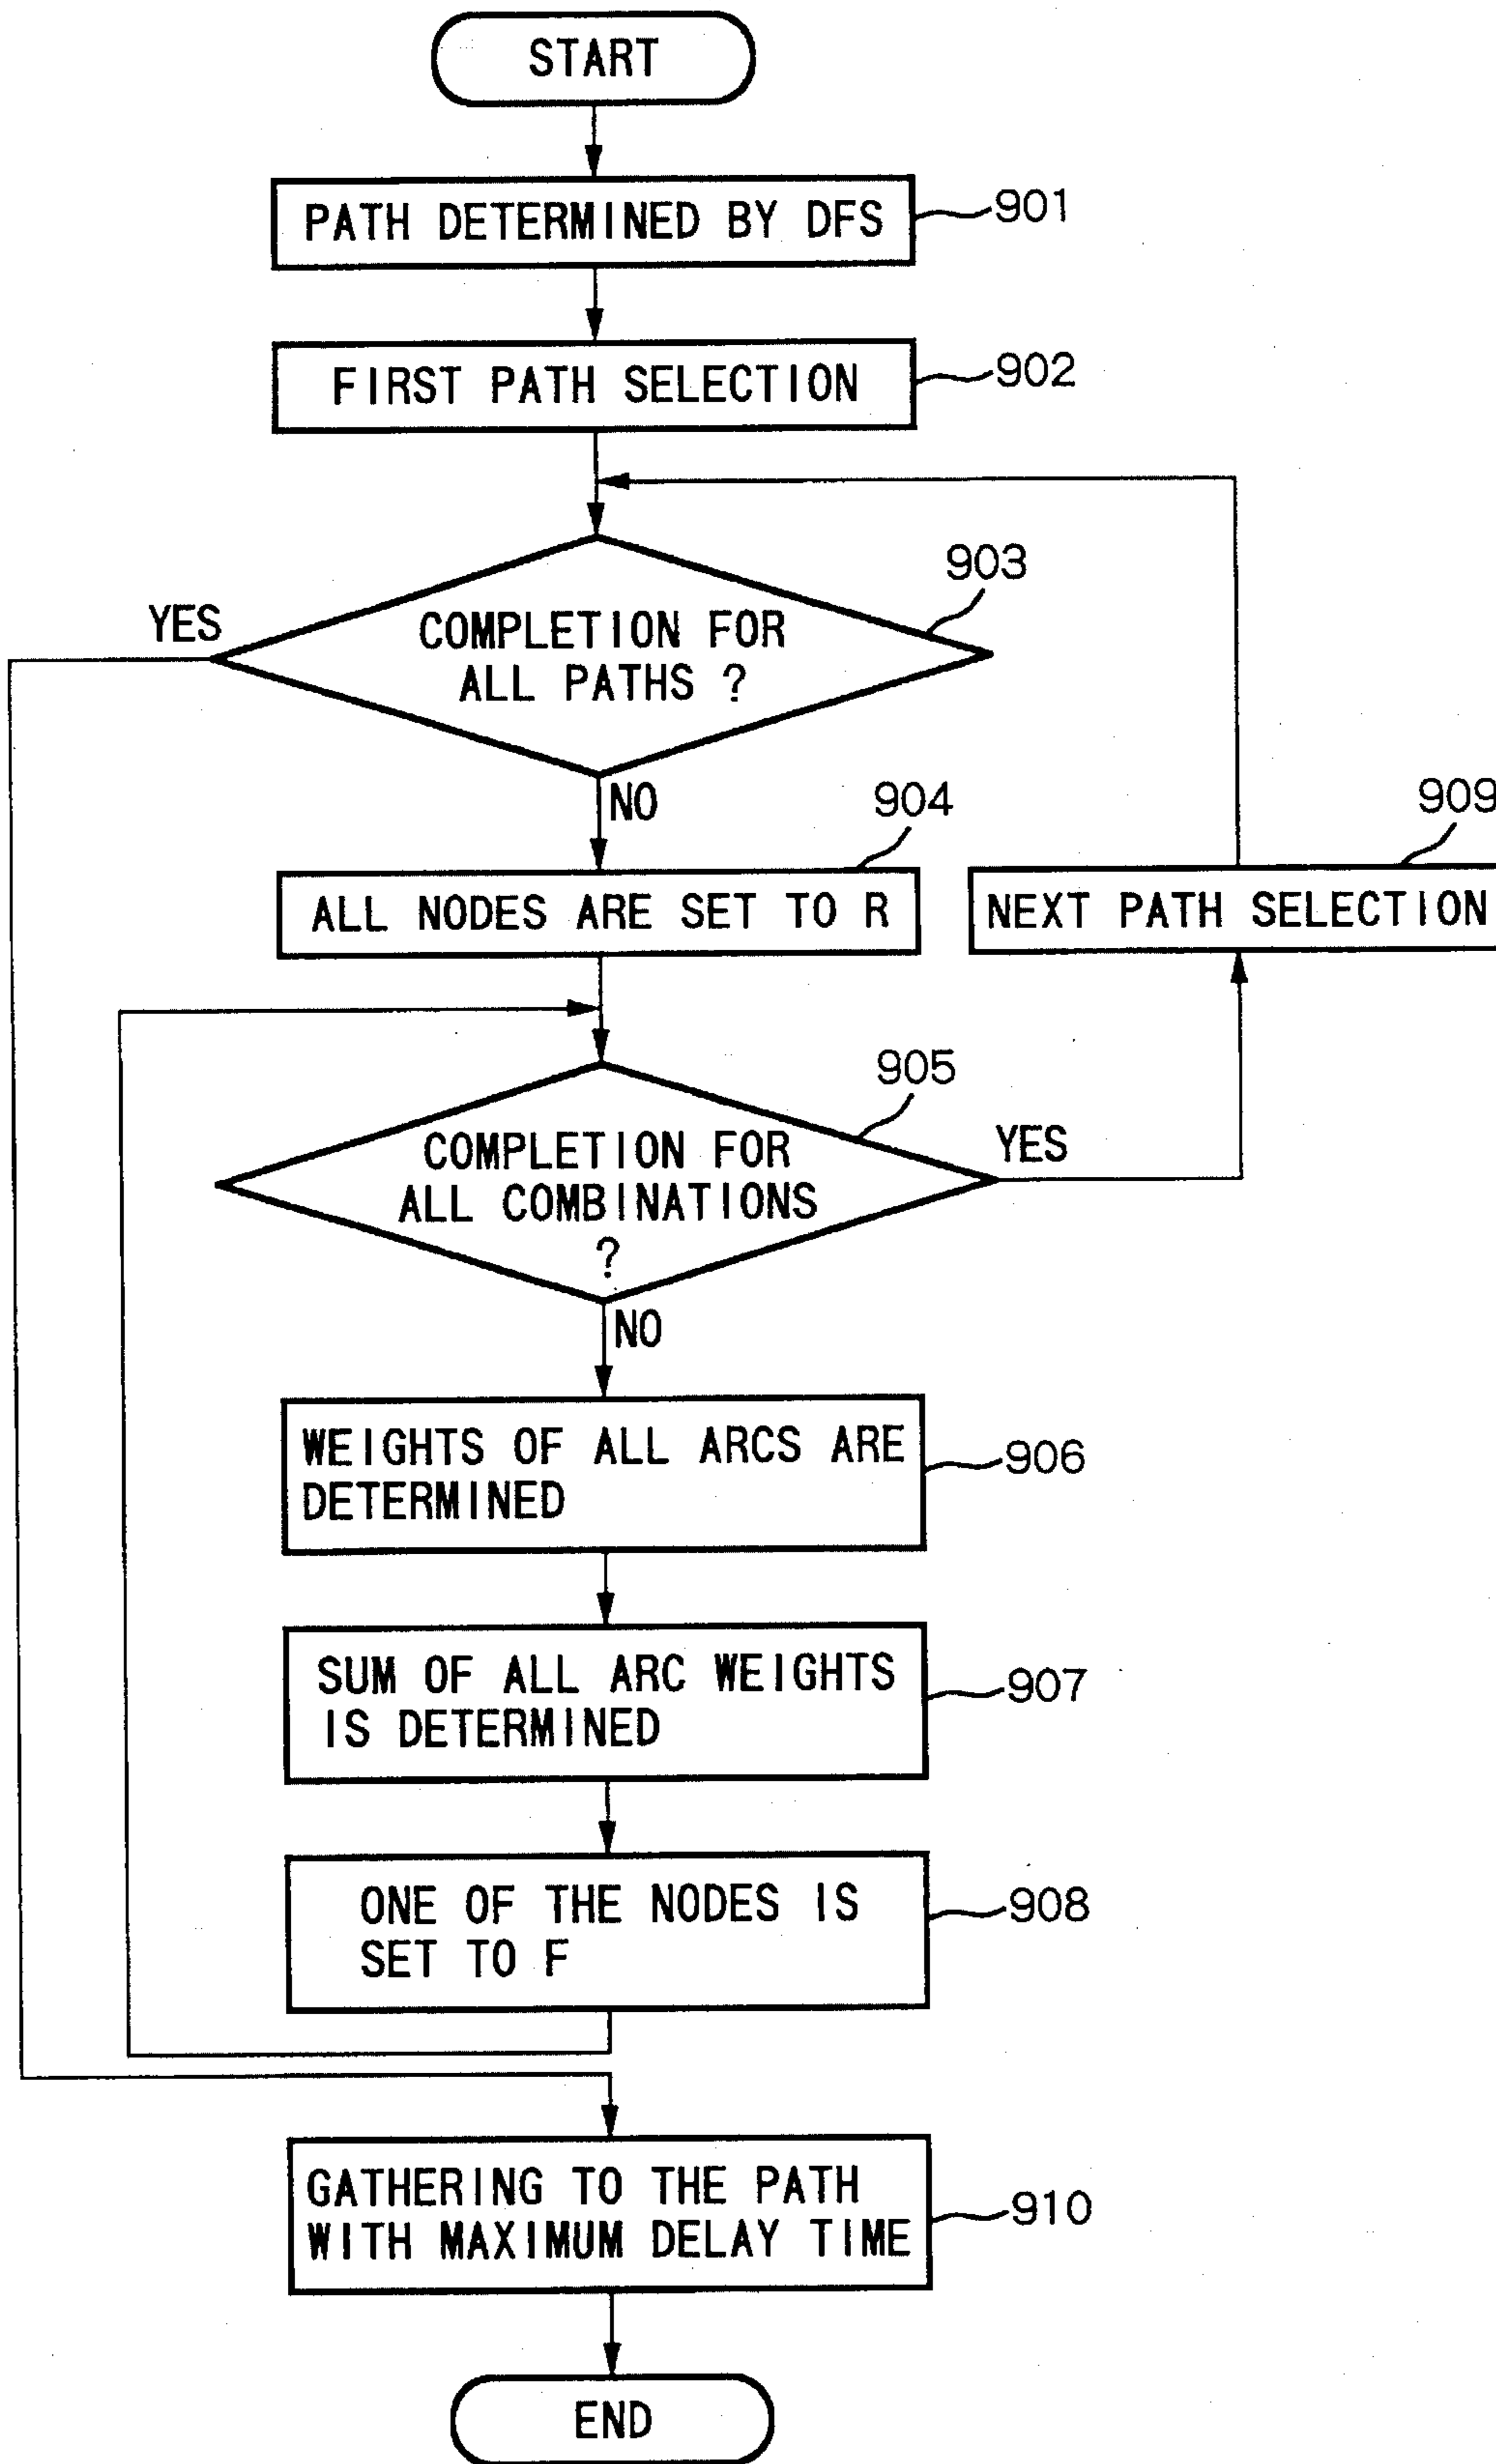 START
PATH DETERMINED BY DFS
901
FIRST PATH SELECTION
902
903
YES
COMPLETION FOR
ALL PATHS ?
NO
904
909
ALL NODES ARE SET TO R
NEXT PATH SELECTION
905
COMPLETION FOR
ALL COMBINATIONS
?
YES
NO
WEIGHTS OF ALL ARCS ARE
DETERMINED
906
SUM OF ALL ARC WEIGHTS
IS DETERMINED
907
ONE OF THE NODES IS
SET TO F
908
GATHERING TO THE PATH
WITH MAXIMUM DELAY TIME
910
END